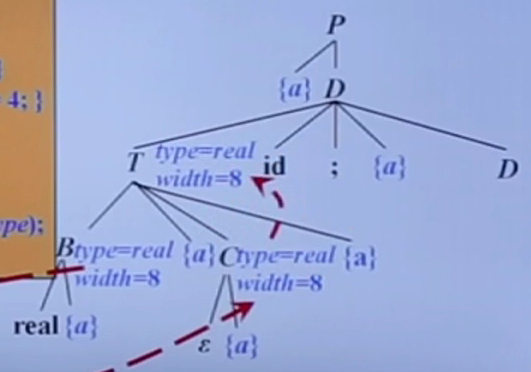 P
}
= 4; }
{a} D
T type=real id ; {a} D
width=8
pe);
B type=real {a} C type=real {a}
width=8 width=8
real {a}
ε {a}